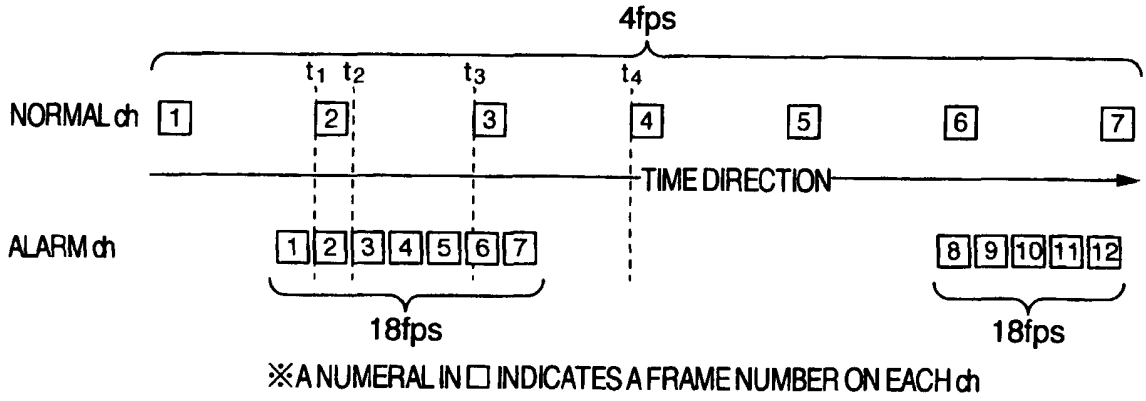 4fps
t1 t2 t3 t4
NORMAL ch 1 2 3 4 5 6 7
TIME DIRECTION
ALARM ch 1 2 3 4 5 6 7 8 9 10 11 12
18fps 18fps
※A NUMERAL IN □ INDICATES A FRAME NUMBER ON EACH ch